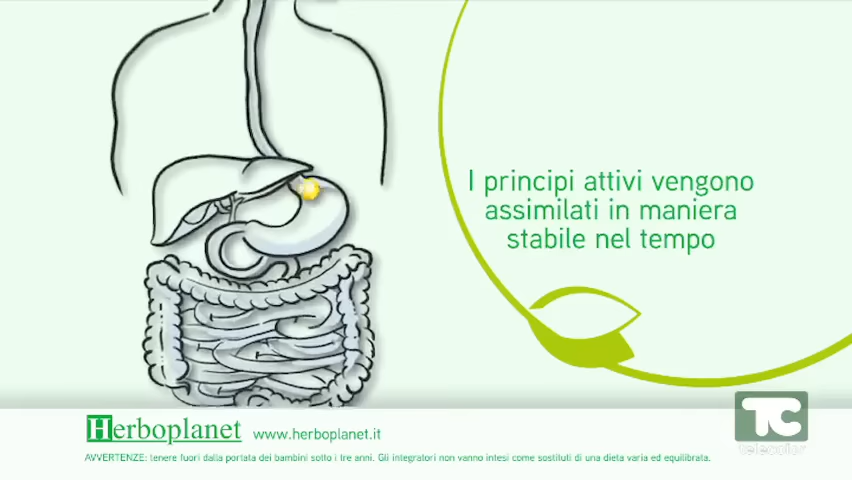 I principi attivi vengono
assimilati in maniera
stabile nel tempo
Herboplanet www.herboplanet.it
TC
telecolor
AVVERTENZE: tenere fuori dalla portata dei bambini sotto i tre anni. Gli integratori non vanno intesi come sostituti di una dieta varia ed equilibrata.